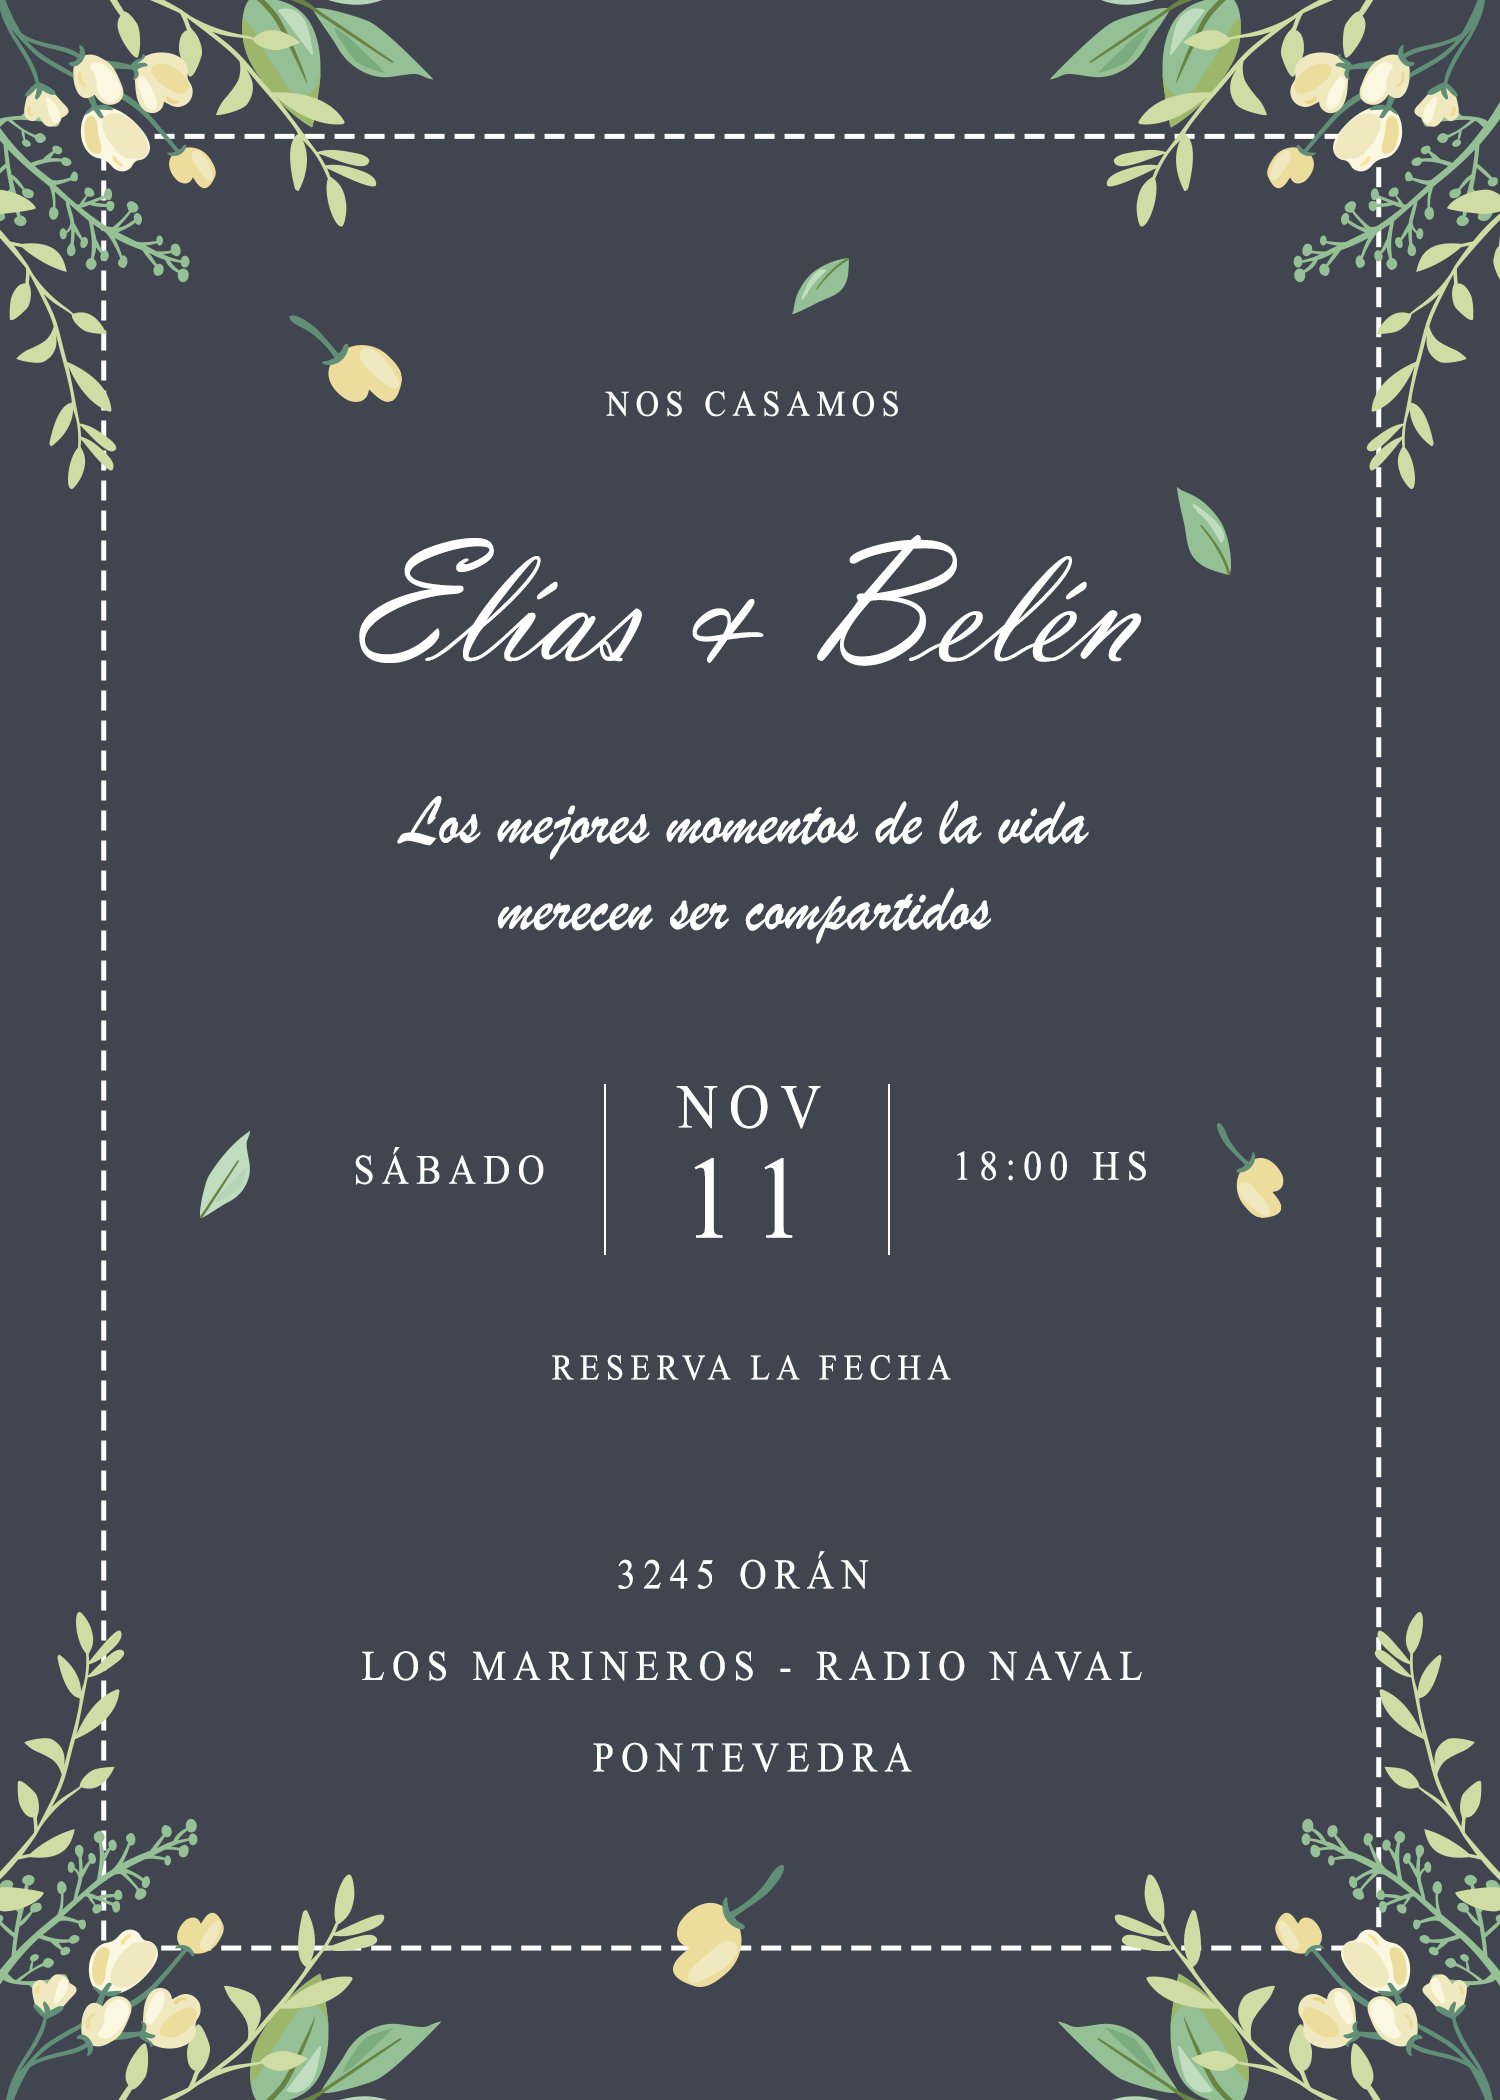 NOS CASAMOS
Elías & Belén
Los mejores momentos de la vida
merecen ser compartidos
SÁBADO
NOV
11
18:00 HS
RESERVA LA FECHA
3245 ORÁN
LOS MARINEROS - RADIO NAVAL
PONTEVEDRA